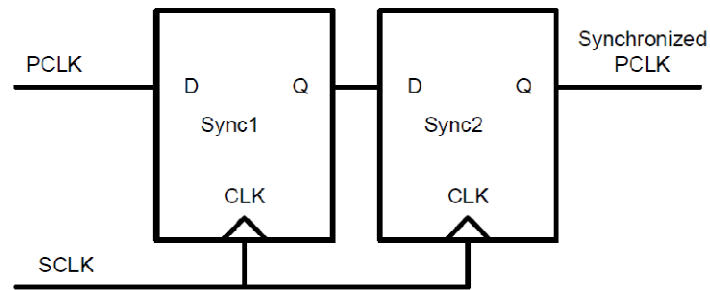 Synchronized
PCLK
PCLK
D
Q
D
Q
Sync1
Sync2
CLK
CLK
SCLK